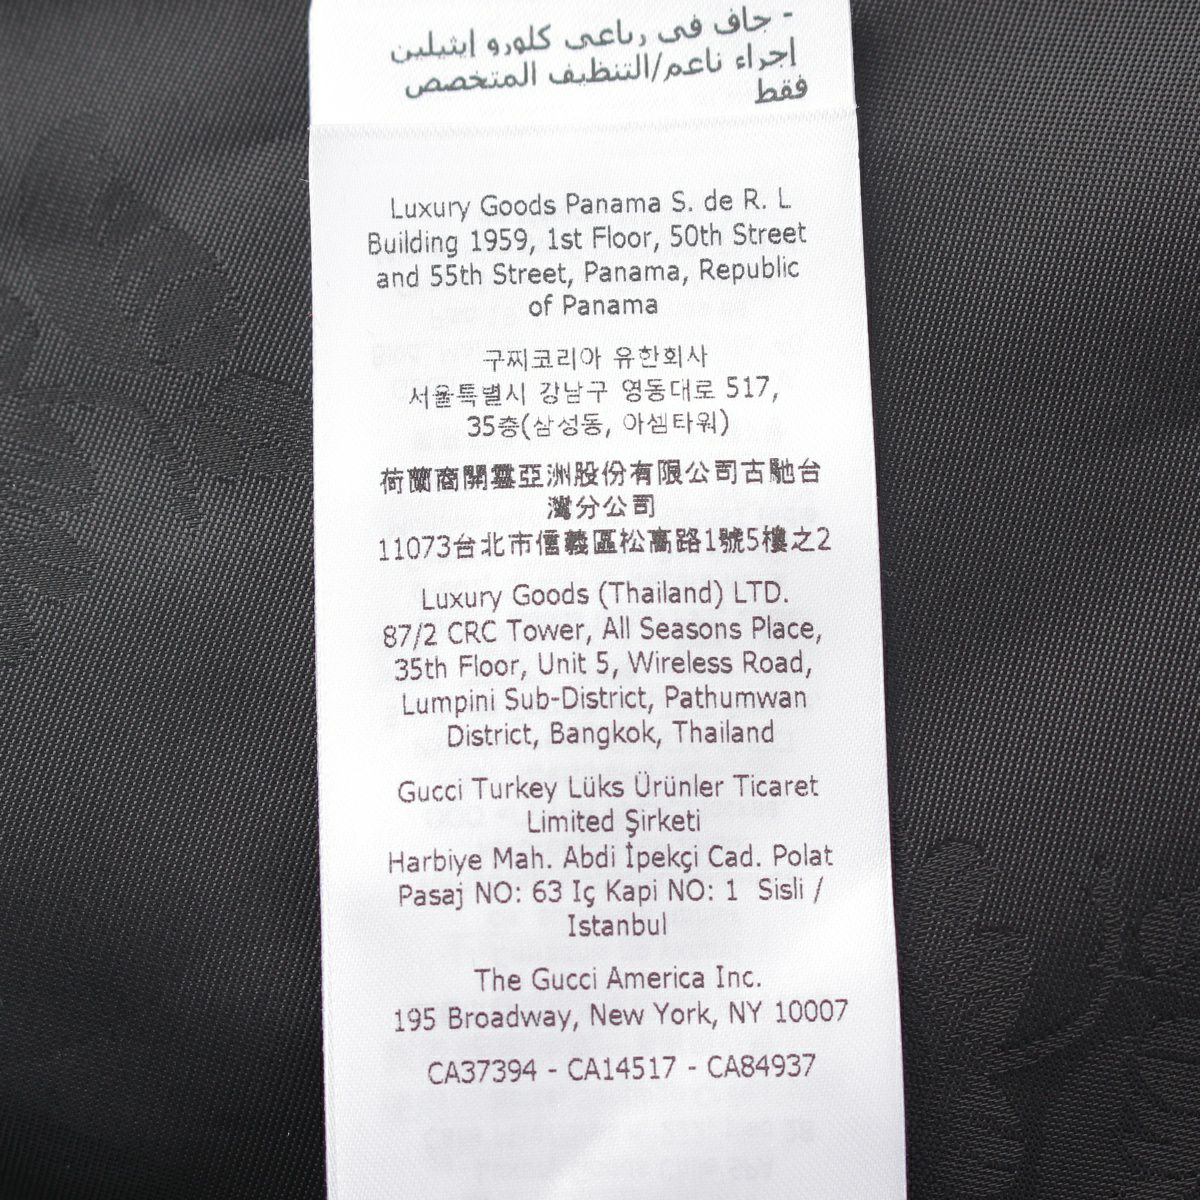 - جاف في رباعي كلورو إيثيلين
إجراء ناعم/التنظيف المتخصص
فقط
Luxury Goods Panama S. de R. L
Building 1959, 1st Floor, 50th Street
and 55th Street, Panama, Republic
of Panama
구찌코리아 유한회사
서울특별시 강남구 영동대로 517,
35층(삼성동, 아셈타워)
荷蘭商開雲亞洲股份有限公司古馳台
灣分公司
11073台北市信義區松高路1號5樓之2
Luxury Goods (Thailand) LTD.
87/2 CRC Tower, All Seasons Place,
35th Floor, Unit 5, Wireless Road,
Lumpini Sub-District, Pathumwan
District, Bangkok, Thailand
Gucci Turkey Lüks Ürünler Ticaret
Limited Şirketi
Harbiye Mah. Abdi İpekçi Cad. Polat
Pasaj NO: 63 Iç Kapi NO: 1 Sisli /
Istanbul
The Gucci America Inc.
195 Broadway, New York, NY 10007
CA37394 - CA14517 - CA84937